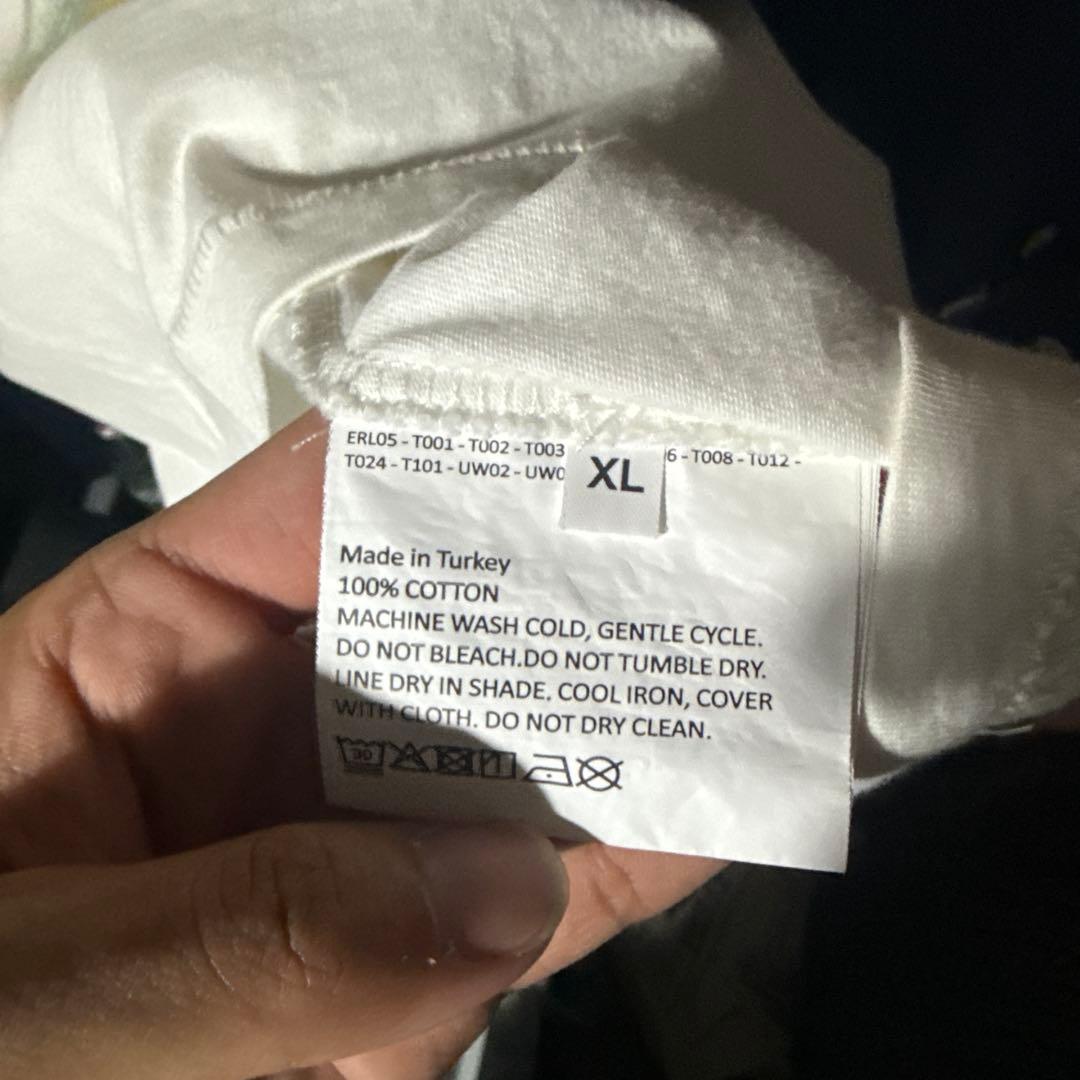 ERL05 - T001 - T002 - T003 6 - T008 - T012 -
T024 - T101 - UW02 - UW0
XL
Made in Turkey
100% COTTON
MACHINE WASH COLD, GENTLE CYCLE.
DO NOT BLEACH.DO NOT TUMBLE DRY.
LINE DRY IN SHADE. COOL IRON, COVER
WITH CLOTH. DO NOT DRY CLEAN.
30